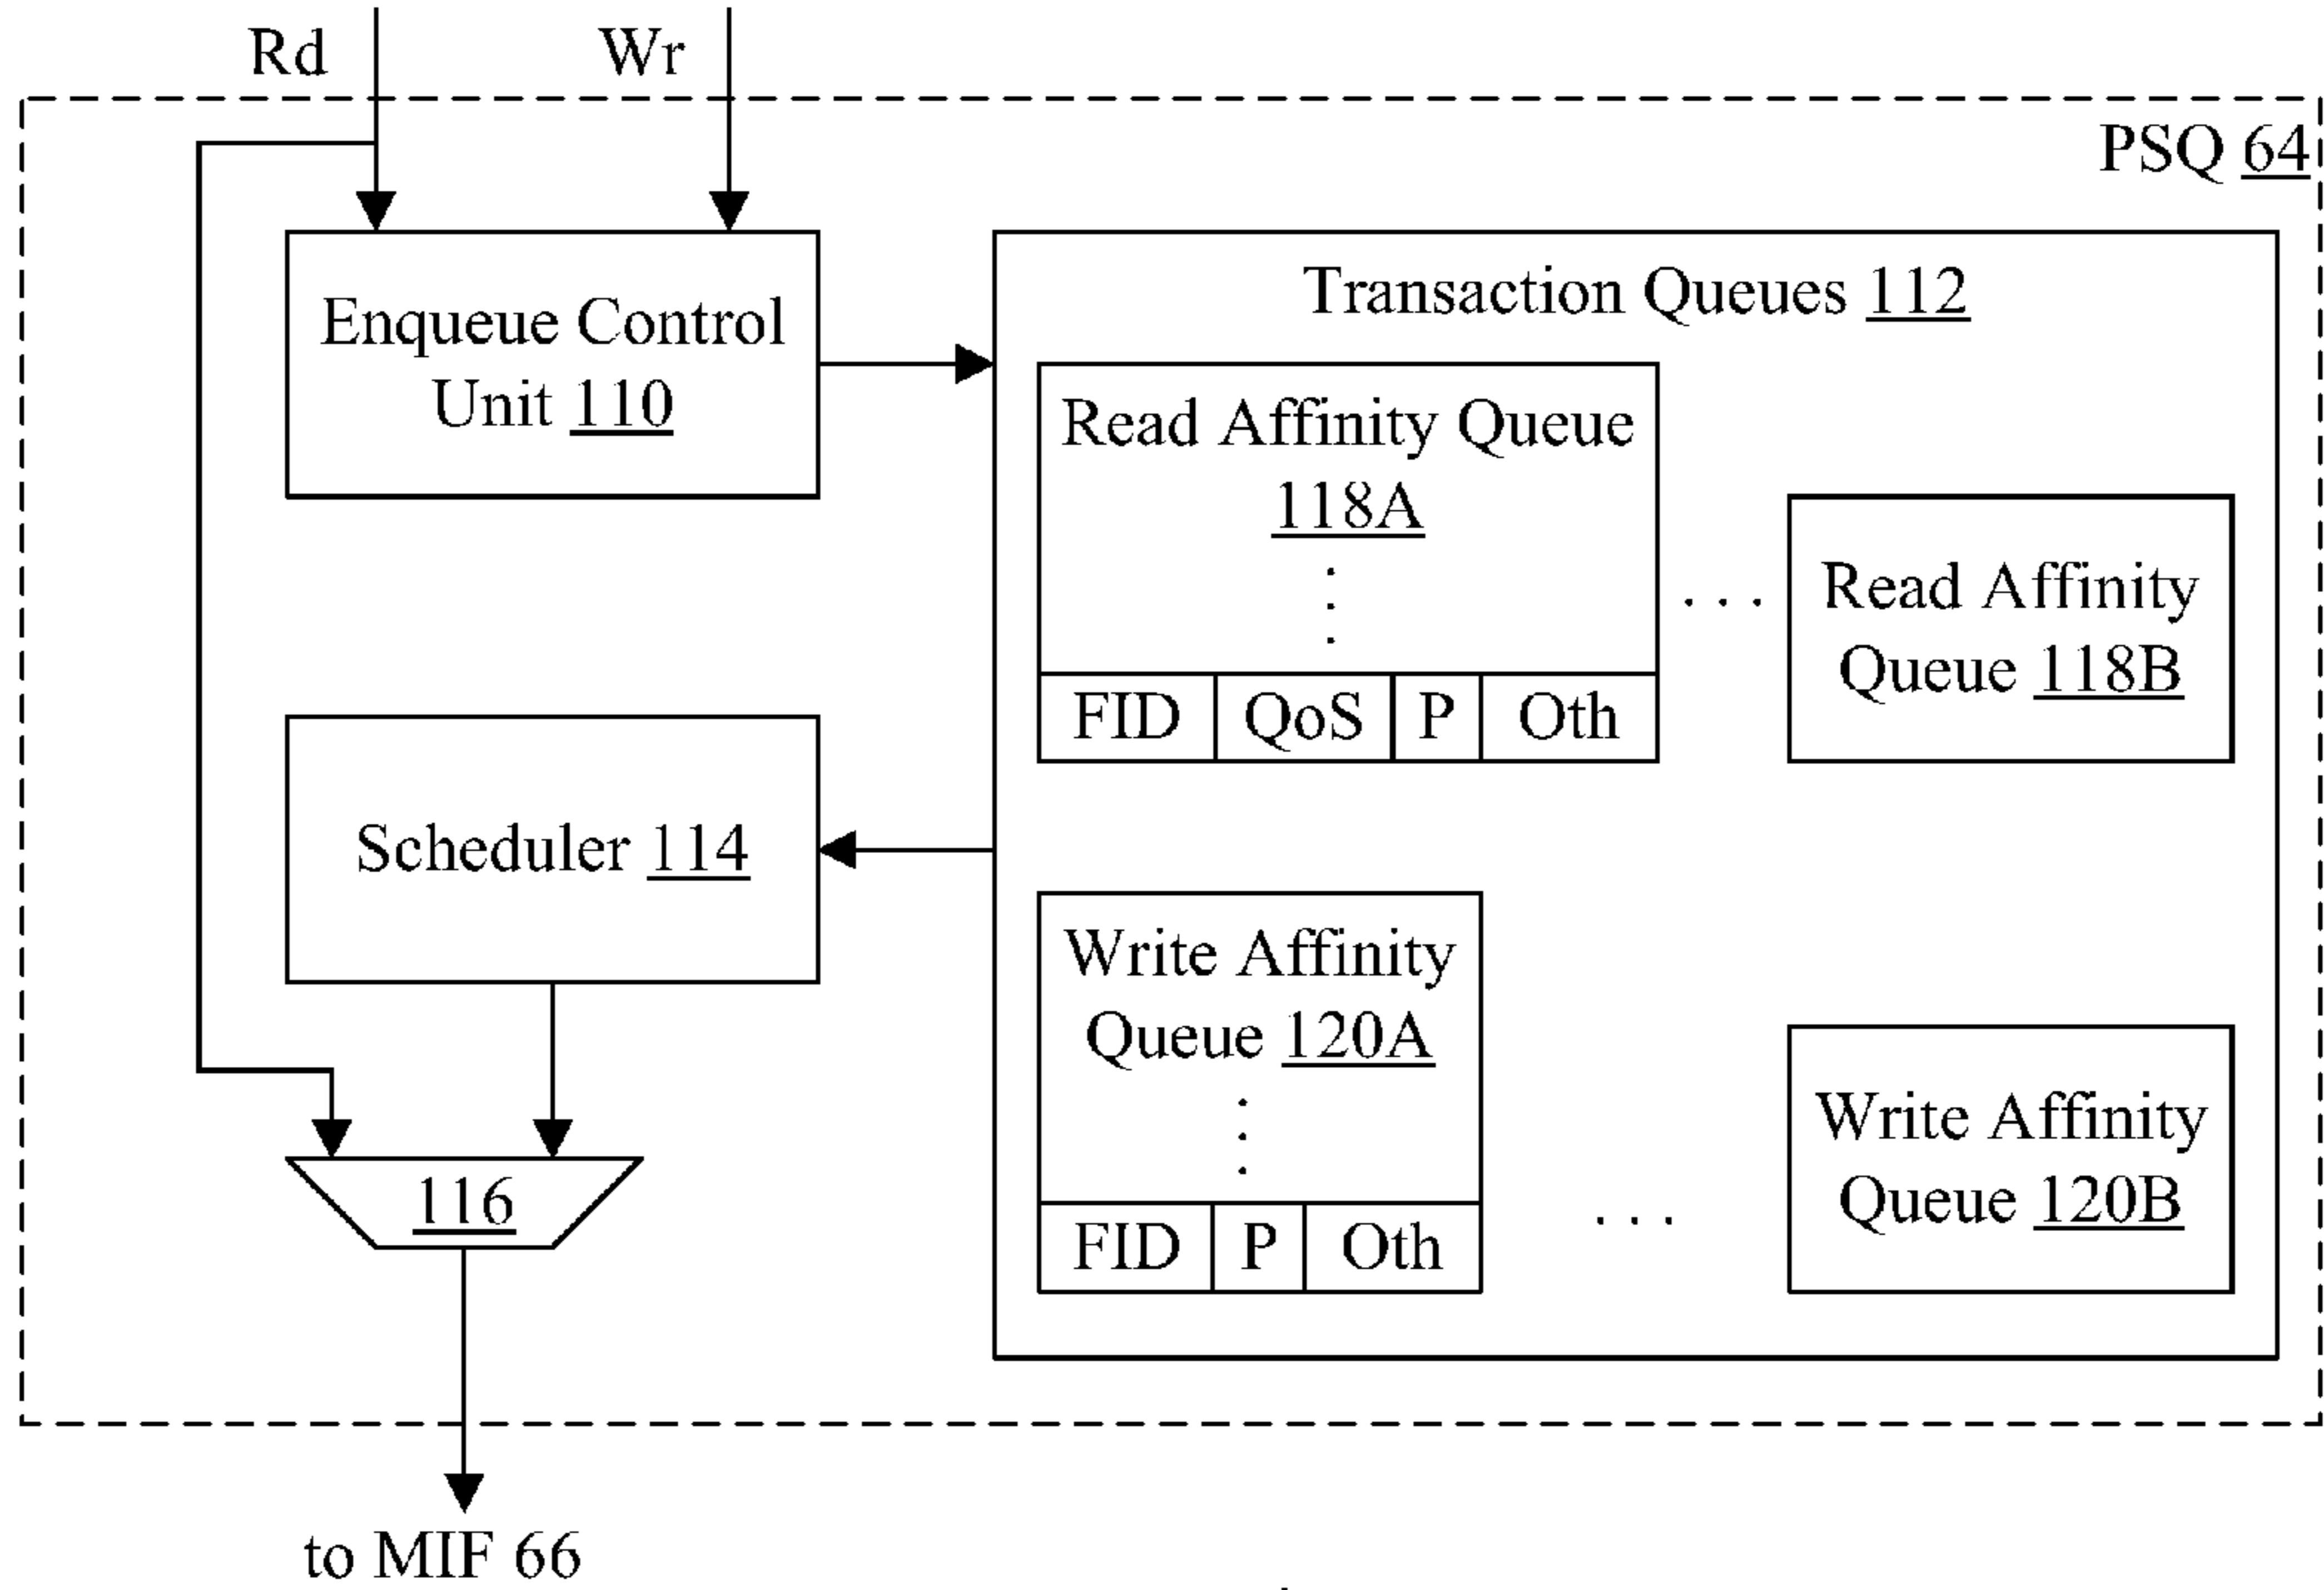 Rd
Wr
PSQ 64
Enqueue Control
Unit 110
Transaction Queues 112
Read Affinity Queue
118A
FID QoS P Oth
Read Affinity
Queue 118B
Scheduler 114
Write Affinity
Queue 120A
FID P Oth
Write Affinity
Queue 120B
116
to MIF 66